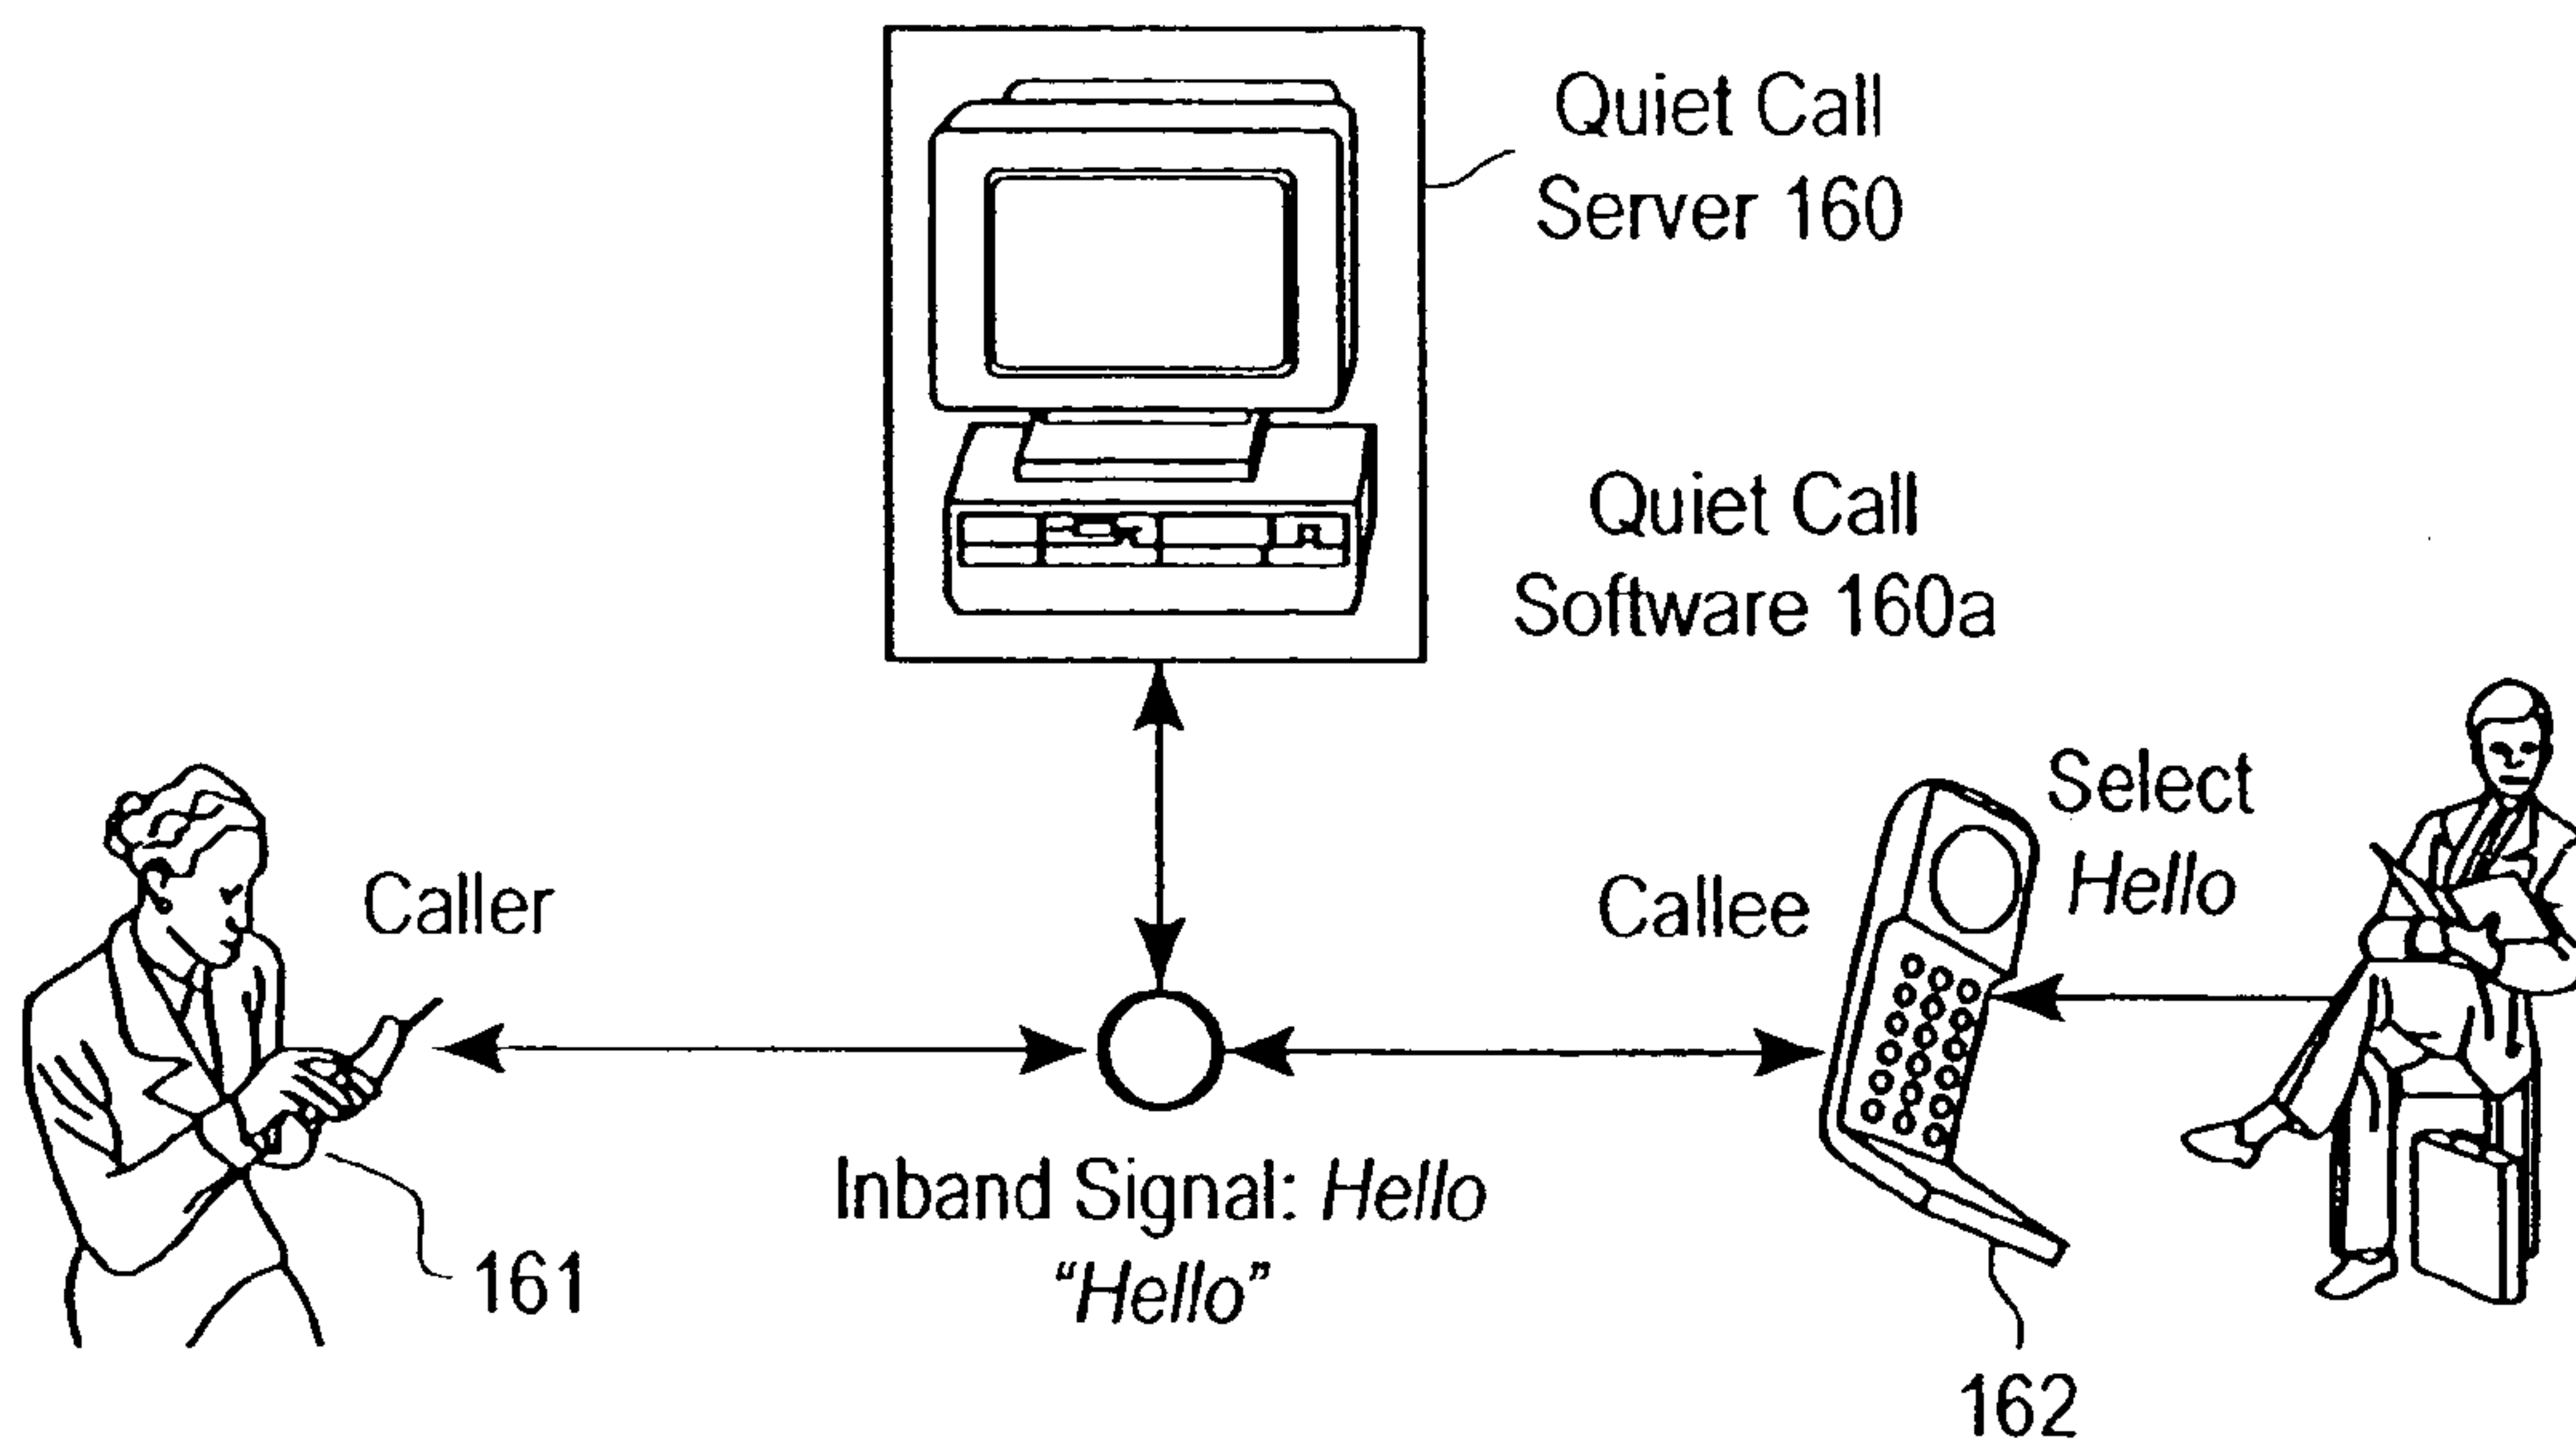 Quiet Call
Server 160
Quiet Call
Software 160a
Caller
Callee
Select
Hello
Inband Signal: Hello
“Hello”
161
162